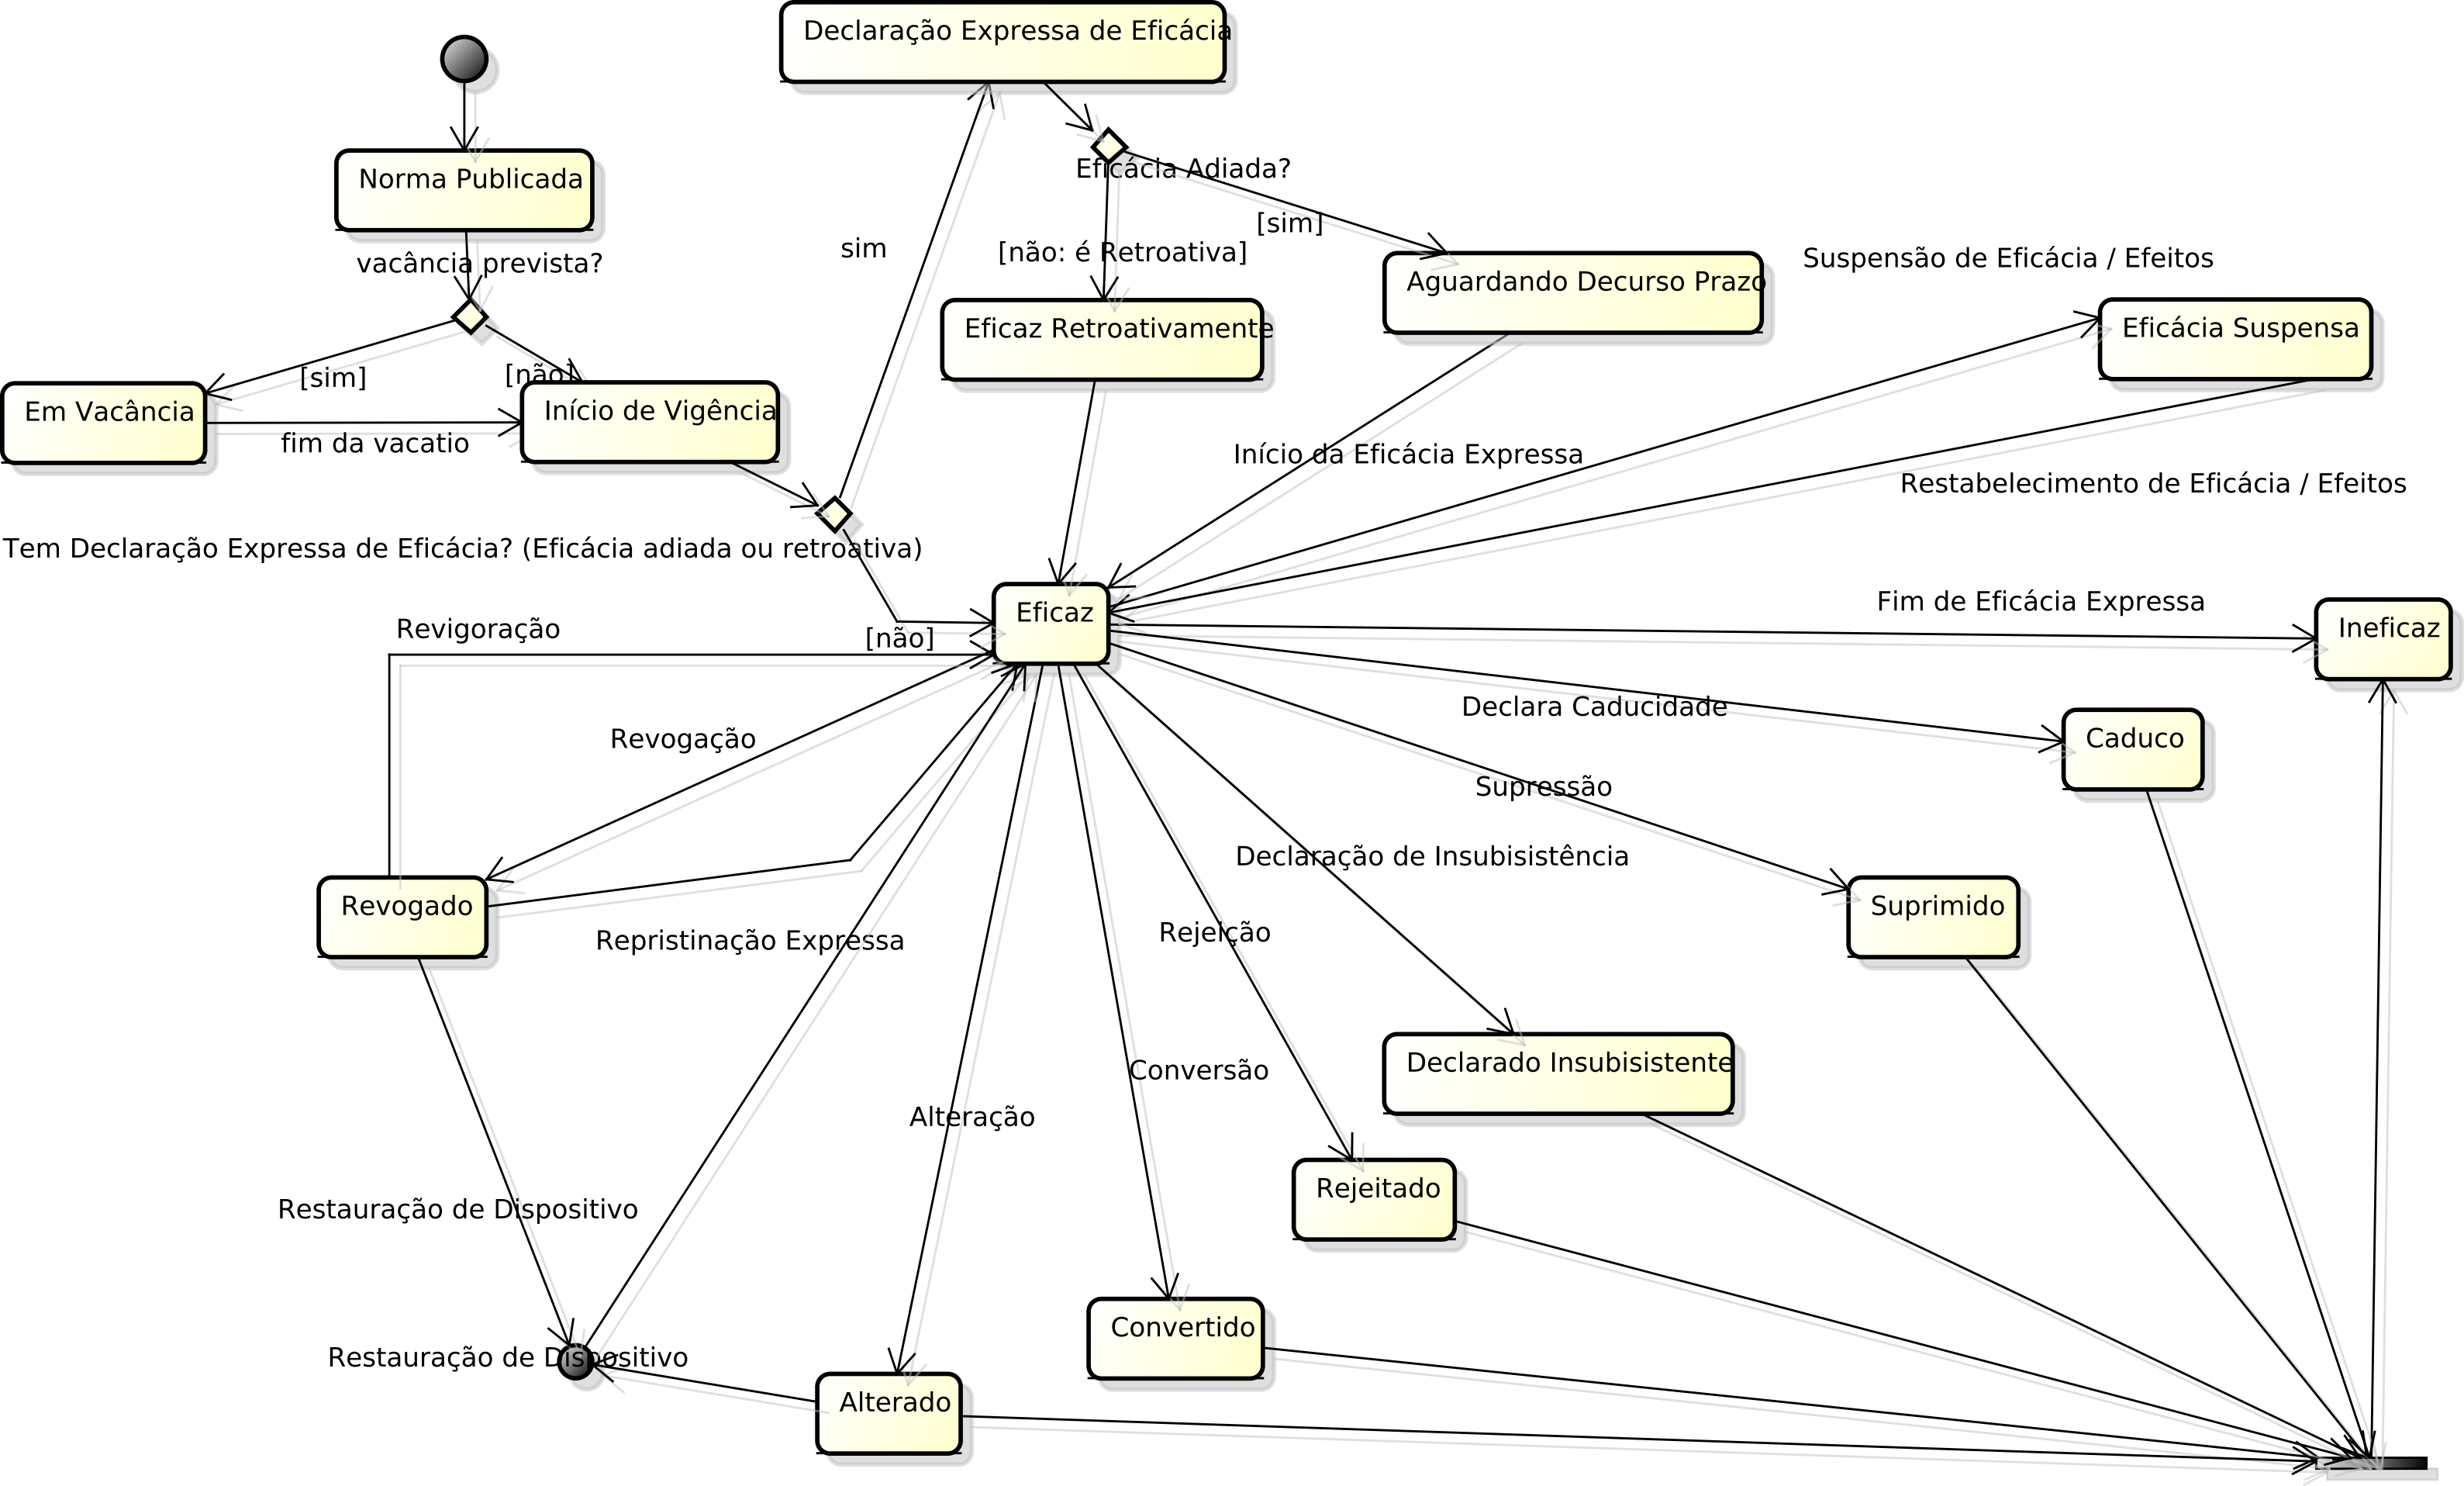 Declaração Expressa de Eficácia
Eficácia Adiada?
Norma Publicada
[sim]
sim
[não: é Retroativa]
Suspensão de Eficácia / Efeitos
vacância prevista?
Aguardando Decurso Prazo
Eficaz Retroativamente
Eficácia Suspensa
[sim]
[não]
Em Vacância
Início de Vigência
fim da vacatio
Início da Eficácia Expressa
Restabelecimento de Eficácia / Efeitos
Tem Declaração Expressa de Eficácia? (Eficácia adiada ou retroativa)
Eficaz
Fim de Eficácia Expressa
Revigoração
[não]
Ineficaz
Declara Caducidade
Revogação
Caduco
Supressão
Declaração de Insubisistência
Revogado
Suprimido
Repristinação Expressa
Rejeição
Declarado Insubisistente
Conversão
Alteração
Rejeitado
Restauração de Dispositivo
Convertido
Restauração de Dispositivo
Alterado